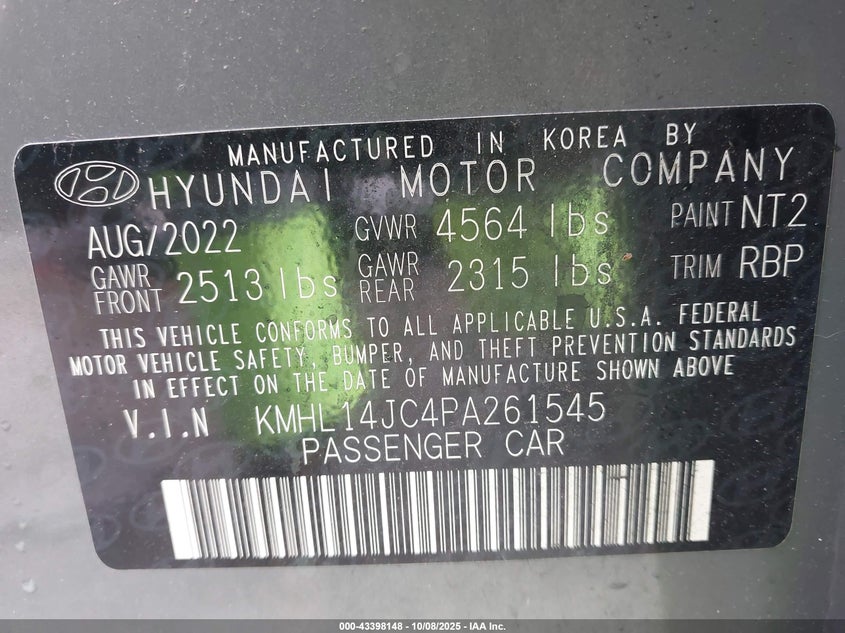 MANUFACTURED IN KOREA BY
HYUNDAI MOTOR COMPANY
AUG/2022 GVWR 4564 lbs PAINT NT2
GAWR FRONT 2513 lbs GAWR REAR 2315 lbs TRIM RBP
THIS VEHICLE CONFORMS TO ALL APPLICABLE U.S.A. FEDERAL
MOTOR VEHICLE SAFETY, BUMPER, AND THEFT PREVENTION STANDARDS
IN EFFECT ON THE DATE OF MANUFACTURE SHOWN ABOVE
V.I.N KMHL14JC4PA261545
PASSENGER CAR
000-43398148 - 10/08/2025 - IAA Inc.